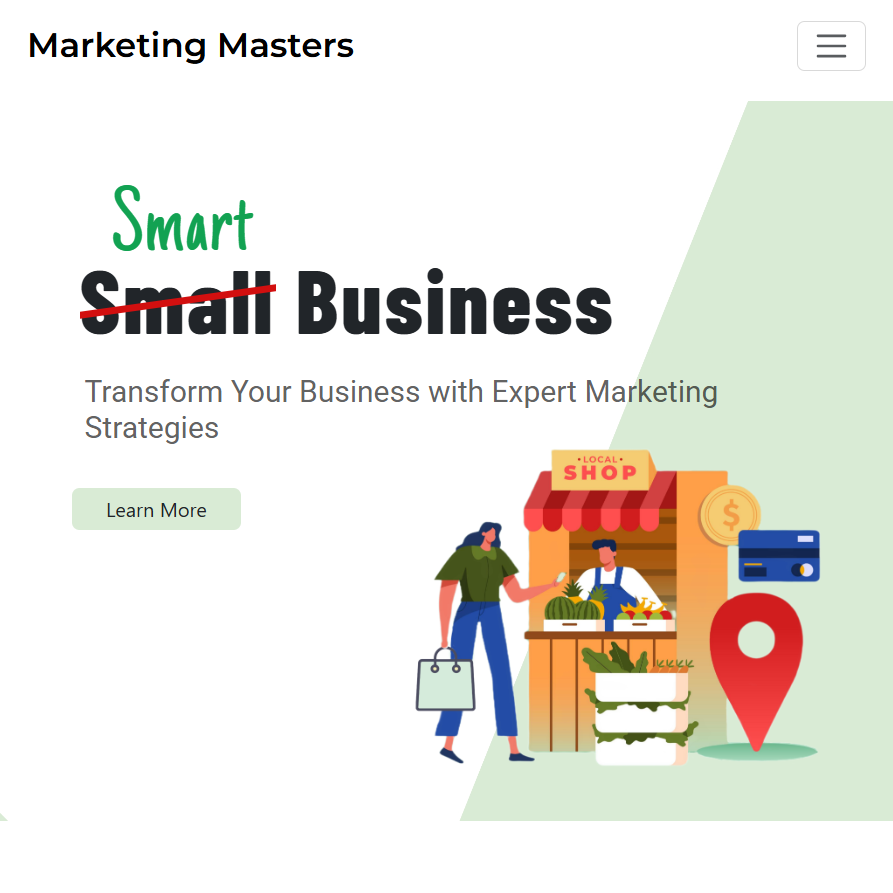 Marketing Masters
Smart
Small Business
Transform Your Business with Expert Marketing
Strategies
Learn More
• LOCAL •
SHOP
$